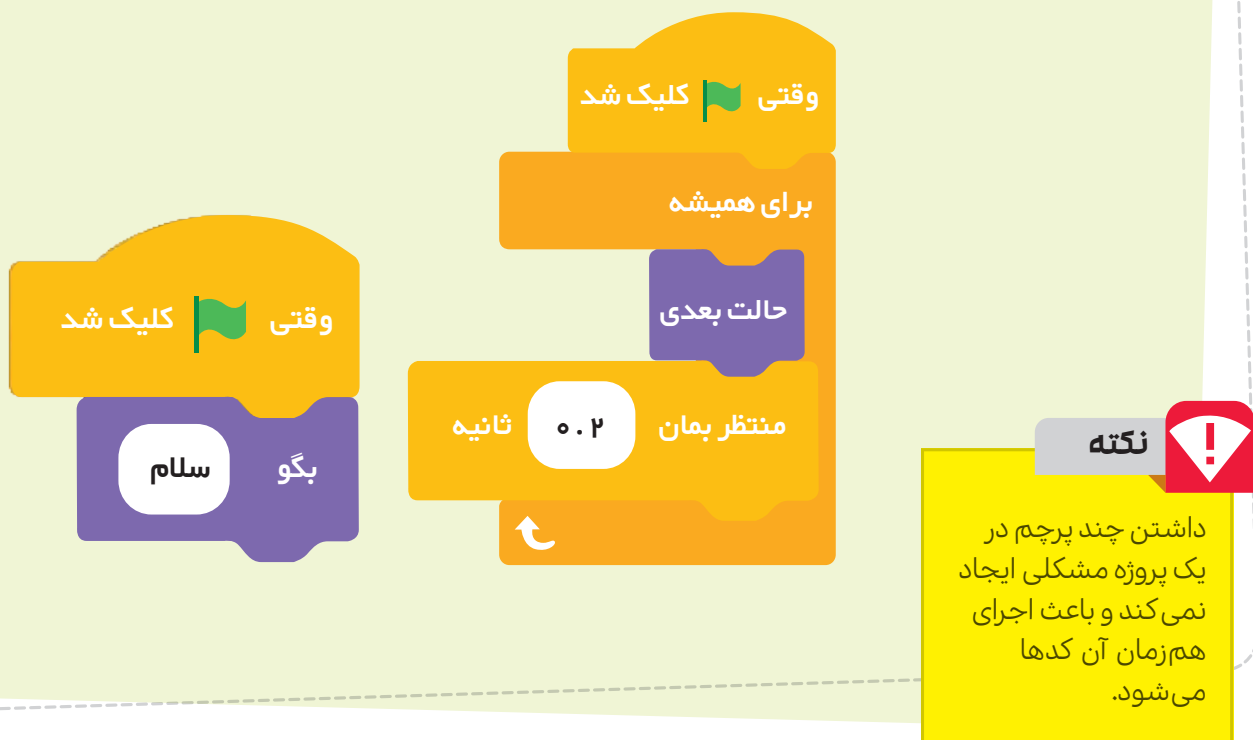 وقتی کلیک شد
برای همیشه
حالت بعدی
منتظر بمان ۰.۲ ثانیه
وقتی کلیک شد
بگو سلام
نکته
داشتن چند پرچم در
یک پروژه مشکلی ایجاد
نمی‌کند و باعث اجرای
هم‌زمان آن کدها
می‌شود.